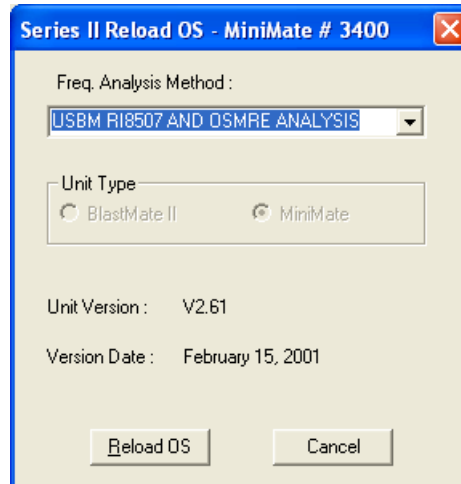 Series II Reload OS - MiniMate # 3400
Freq. Analysis Method :
USBM RI8507 AND OSMRE ANALYSIS
Unit Type
BlastMate II MiniMate
Unit Version : V2.61
Version Date : February 15, 2001
Reload OS Cancel